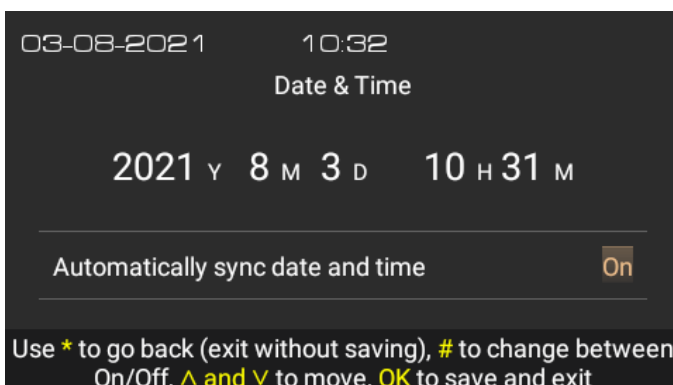 03-08-2021 10:32
Date & Time
2021 Y 8 M 3 D 10 H 31 M
Automatically sync date and time On
Use * to go back (exit without saving), # to change between
On/Off, ∧ and ∨ to move, OK to save and exit